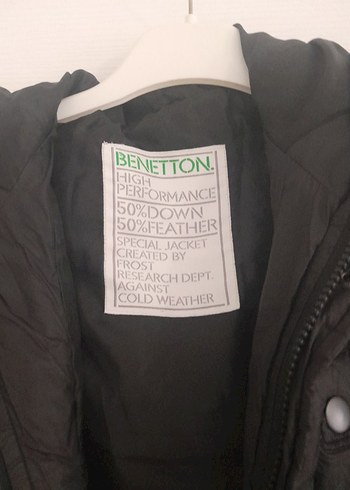 BENETTON.
HIGH
PERFORMANCE
50%DOWN
50%FEATHER
SPECIAL JACKET
CREATED BY
FROST
RESEARCH DEPT.
AGAINST
COLD WEATHER